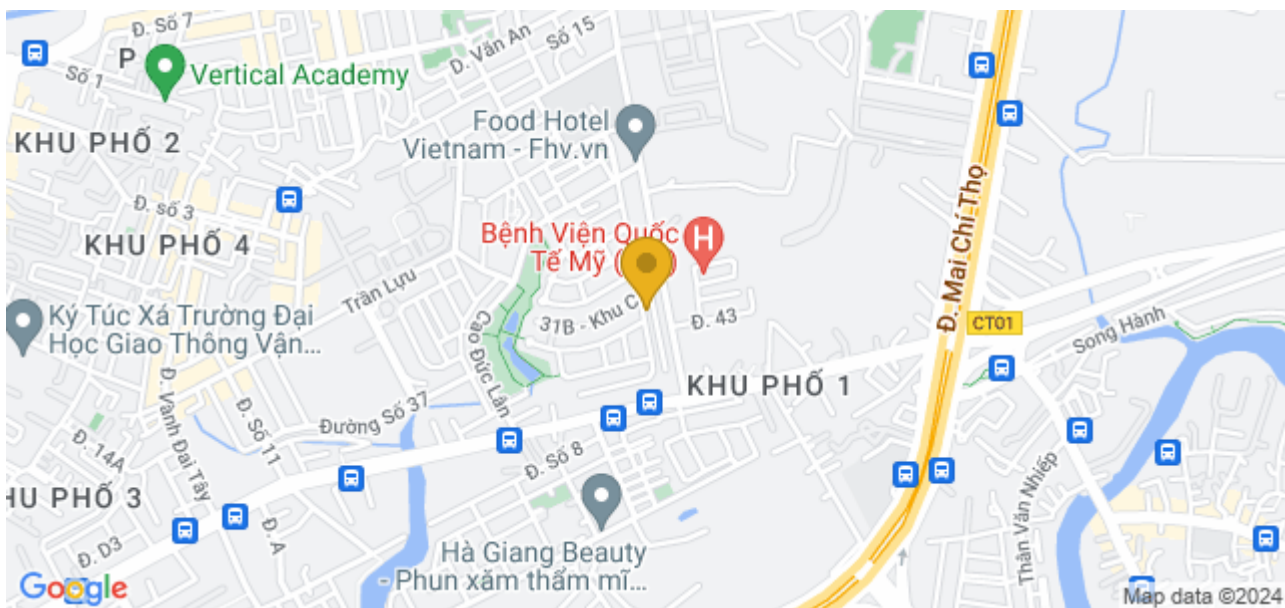 Đ. Số 7
P
Số 1
Vertical Academy
Đ. Văn An
Số 15
KHU PHỐ 2
Food Hotel
Vietnam - Fhv.vn
Đ. số 3
KHU PHỐ 4
Bệnh Viện Quốc
H
Tế Mỹ
Đ. Mai Chí Thọ
Trần Lựu
31B - Khu C
Đ. 43
CT01
Song Hành
Ký Túc Xá Trường Đại
Học Giao Thông Vận...
Cao Đức Lân
KHU PHỐ 1
Đ. Vành Đai Tây
Đ. Số 11
Đường Số 37
Đ. 14A
Đ. Số 8
Thân Văn Nhiếp
HU PHỐ 3
Đ. D3
Đ. A
Hà Giang Beauty
- Phun xăm thẩm mĩ...
Google
Map data ©2024